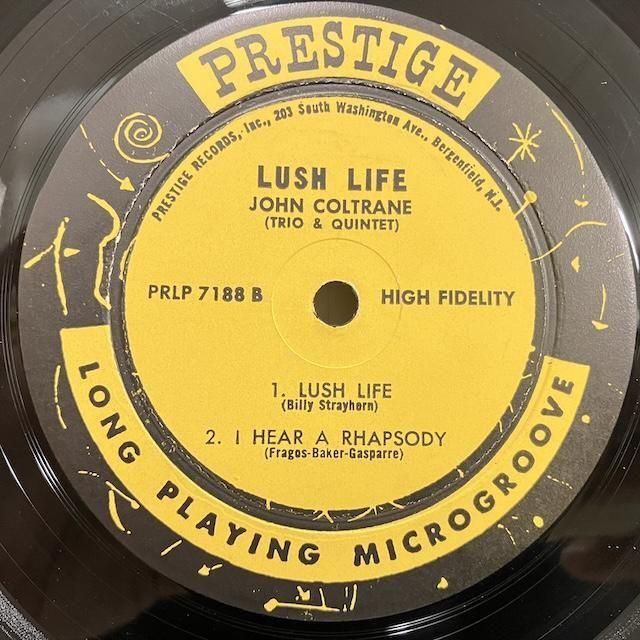 PRESTIGE
PRESTIGE RECORDS, Inc., 203 South Washington Ave., Bergenfield, N.J.
LUSH LIFE
JOHN COLTRANE
(TRIO & QUINTET)
PRLP 7188 B
HIGH FIDELITY
1. LUSH LIFE
(Billy Strayhorn)
2. I HEAR A RHAPSODY
(Fragos-Baker-Gasparre)
LONG PLAYING MICROGROOVE